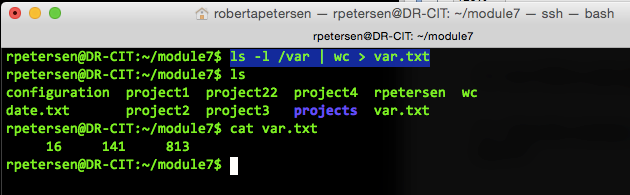 robertapetersen — rpetersen@DR-CIT: ~/module7 — ssh — bash
rpetersen@DR-CIT: ~/module7
rpetersen@DR-CIT:~/module7$ ls -l /var | wc > var.txt
rpetersen@DR-CIT:~/module7$ ls
configuration project1 project22 project4 rpetersen wc
date.txt project2 project3 projects var.txt
rpetersen@DR-CIT:~/module7$ cat var.txt
16 141 813
rpetersen@DR-CIT:~/module7$